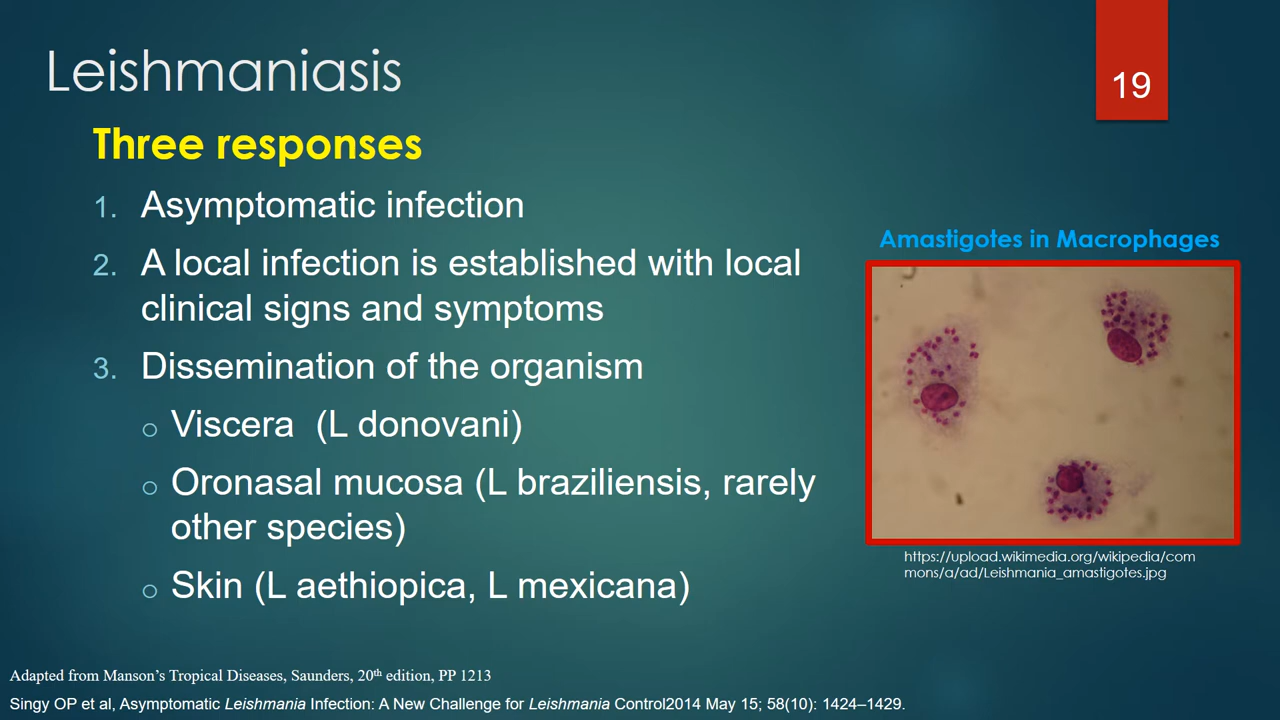 Leishmaniasis
19
Three responses
1. Asymptomatic infection
2. A local infection is established with local
clinical signs and symptoms
3. Dissemination of the organism
o Viscera (L donovani)
o Oronasal mucosa (L braziliensis, rarely
other species)
o Skin (L aethiopica, L mexicana)
Amastigotes in Macrophages
https://upload.wikimedia.org/wikipedia/com
mons/a/ad/Leishmania_amastigotes.jpg
Adapted from Manson's Tropical Diseases, Saunders, 20th edition, PP 1213
Singy OP et al, Asymptomatic Leishmania Infection: A New Challenge for Leishmania Control2014 May 15; 58(10): 1424–1429.